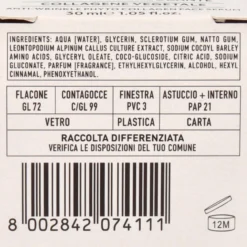 COLLAGENE VEGETALE
30 ml / 1.05 fl.oz.
INGREDIENTS: AQUA [WATER], GLYCERIN, SCLEROTIUM GUM, NATTO GUM,
LEONTOPODIUM ALPINUM CALLUS CULTURE EXTRACT, SODIUM COCOYL BARLEY
AMINO ACIDS, GLYCERYL OLEATE, COCO-GLUCOSIDE, CITRIC ACID, SODIUM
GLUCONATE, PARFUM [FRAGRANCE], ETHYLHEXYLGLYCERIN, ALCOHOL, HEXYL
CINNAMAL, PHENOXYETHANOL.
FLACONE CONTAGOCCE FINESTRA ASTUCCIO + INTERNO
GL 72 C/GL 99 PVC 3 PAP 21
VETRO PLASTICA CARTA
RACCOLTA DIFFERENZIATA
VERIFICA LE DISPOSIZIONI DEL TUO COMUNE
8 002842 074111
12M